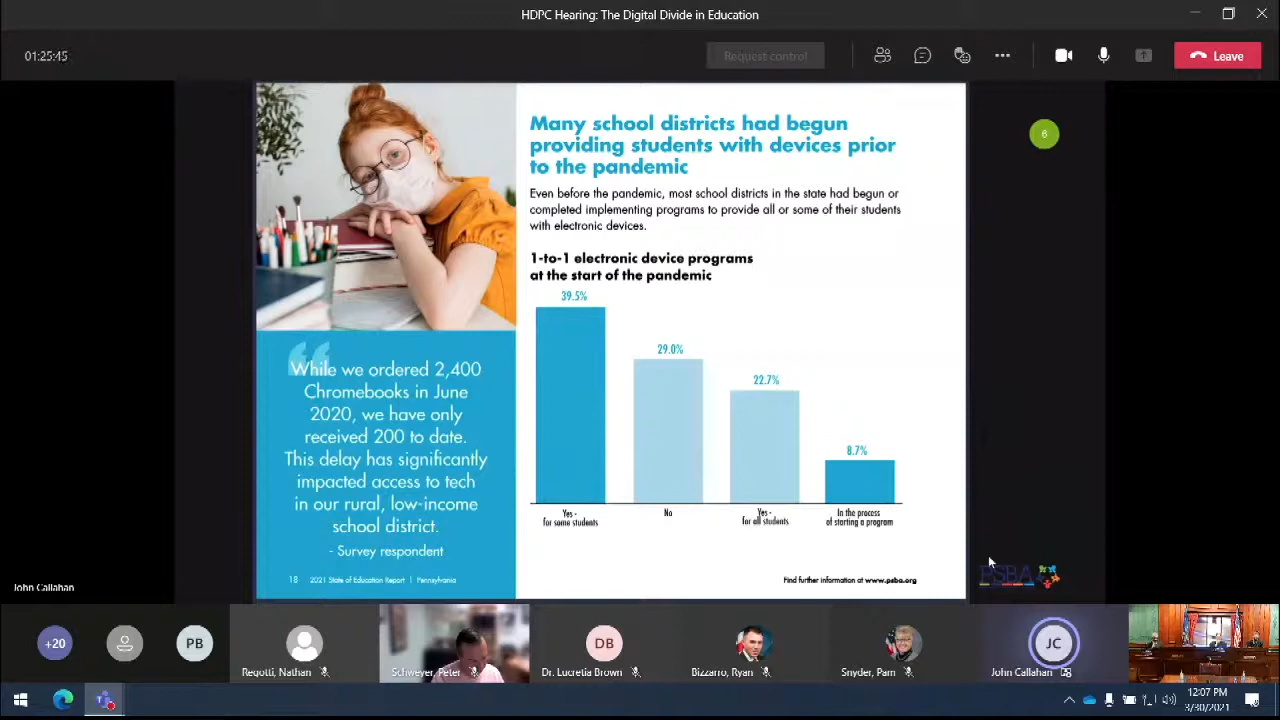 HDPC Hearing: The Digital Divide in Education
01:25:45
Request control
Leave
6
Many school districts had begun
providing students with devices prior
to the pandemic
Even before the pandemic, most school districts in the state had begun or
completed implementing programs to provide all or some of their students
with electronic devices.
1-to-1 electronic device programs
at the start of the pandemic
39.5%
29.0%
22.7%
8.7%
Yes -
for some students
No
Yes -
for all students
In the process
of starting a program
Find further information at www.psba.org
“
While we ordered 2,400
Chromebooks in June
2020, we have only
received 200 to date.
This delay has significantly
impacted access to tech
in our rural, low-income
school district.
- Survey respondent
18 2021 State of Education Report | Pennsylvania
PSBA
John Callahan
+20
PB
Regotti, Nathan
Schweyer, Peter
DB
Dr. Lucretia Brown
Bizzarro, Ryan
Snyder, Pam
JC
John Callahan
12:07 PM
3/30/2021